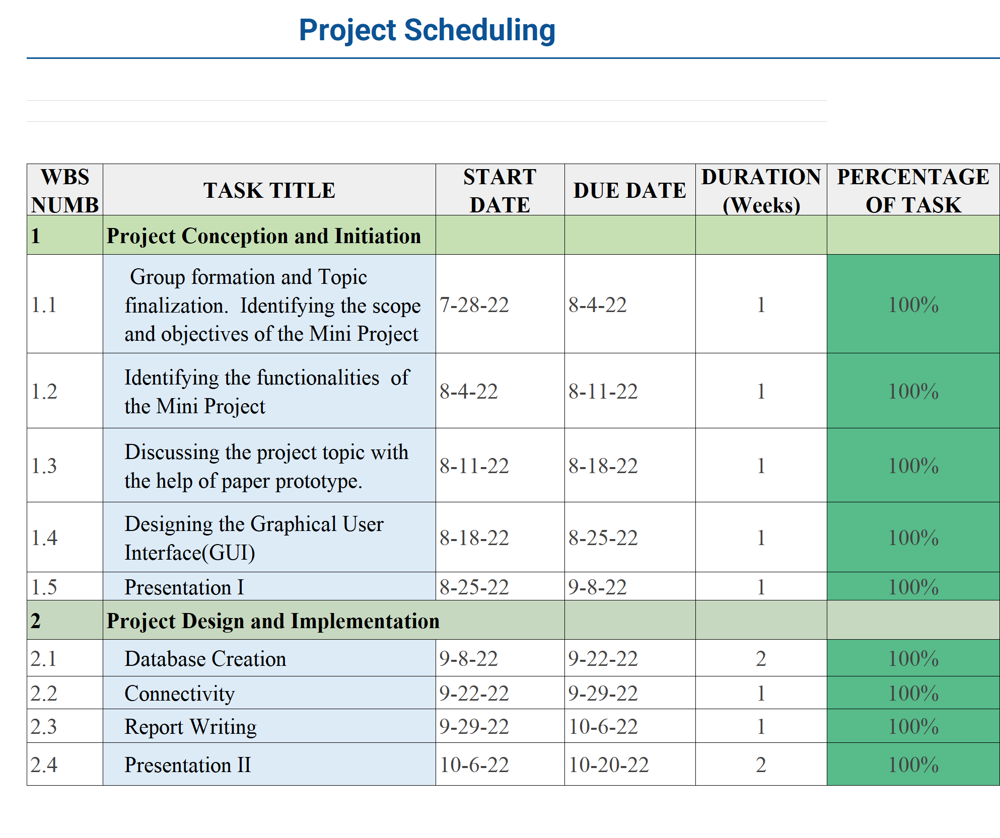 Project Scheduling
WBS NUMB TASK TITLE START DATE DUE DATE DURATION (Weeks) PERCENTAGE OF TASK
1 Project Conception and Initiation
1.1 Group formation and Topic finalization.  Identifying the scope and objectives of the Mini Project 7-28-22 8-4-22 1 100%
1.2 Identifying the functionalities  of the Mini Project 8-4-22 8-11-22 1 100%
1.3 Discussing the project topic with the help of paper prototype. 8-11-22 8-18-22 1 100%
1.4 Designing the Graphical User Interface(GUI) 8-18-22 8-25-22 1 100%
1.5 Presentation I 8-25-22 9-8-22 1 100%
2 Project Design and Implementation
2.1 Database Creation 9-8-22 9-22-22 2 100%
2.2 Connectivity 9-22-22 9-29-22 1 100%
2.3 Report Writing 9-29-22 10-6-22 1 100%
2.4 Presentation II 10-6-22 10-20-22 2 100%